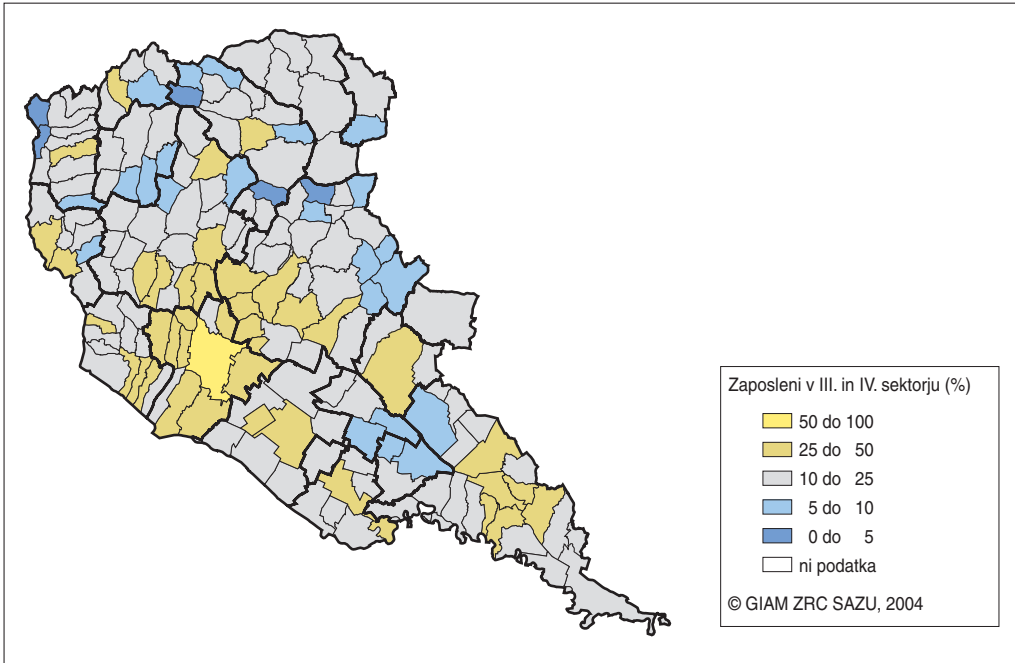 Zaposleni v III. in IV. sektorju (%)
50 do 100
25 do 50
10 do 25
5 do 10
0 do 5
ni podatka
© GIAM ZRC SAZU, 2004